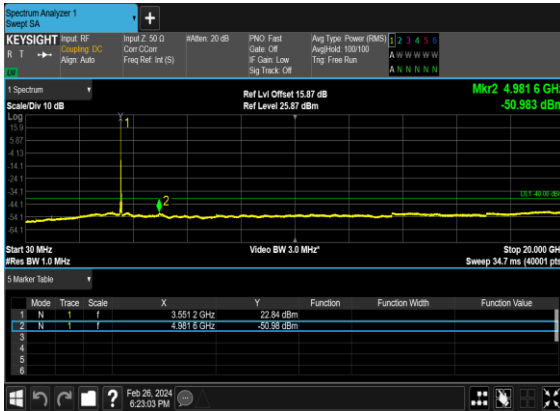 Spectrum Analyzer 1
Swept SA
+
KEYSIGHT Input: RF Input Z: 50 Ω #Atten: 20 dB PNO: Fast Avg Type: Power (RMS) 1 2 3 4 5 6
R T Coupling: DC Corr CCorr Gate: Off Avg|Hold: 100/100 A W W W W W
Align: Auto Freq Ref: Int (S) IF Gain: Low Trig: Free Run
Sig Track: Off A N N N N N
1 Spectrum
Scale/Div 10 dB
Ref Lvl Offset 15.87 dB
Ref Level 25.87 dBm
Mkr2 4.981 6 GHz
-50.983 dBm
Log
15.9
5.87
-4.13
-14.1
-24.1
-34.1
-44.1
-54.1
-64.1
1
2
DL1 -40.00 dBm
Start 30 MHz Video BW 3.0 MHz* Stop 20.000 GHz
#Res BW 1.0 MHz Sweep 34.7 ms (40001 pts)
5 Marker Table
Mode Trace Scale X Y Function Function Width Function Value
1 N 1 f 3.551 2 GHz 22.84 dBm
2 N 1 f 4.981 6 GHz -50.98 dBm
3
4
5
6
?
Feb 26, 2024
6:23:03 PM